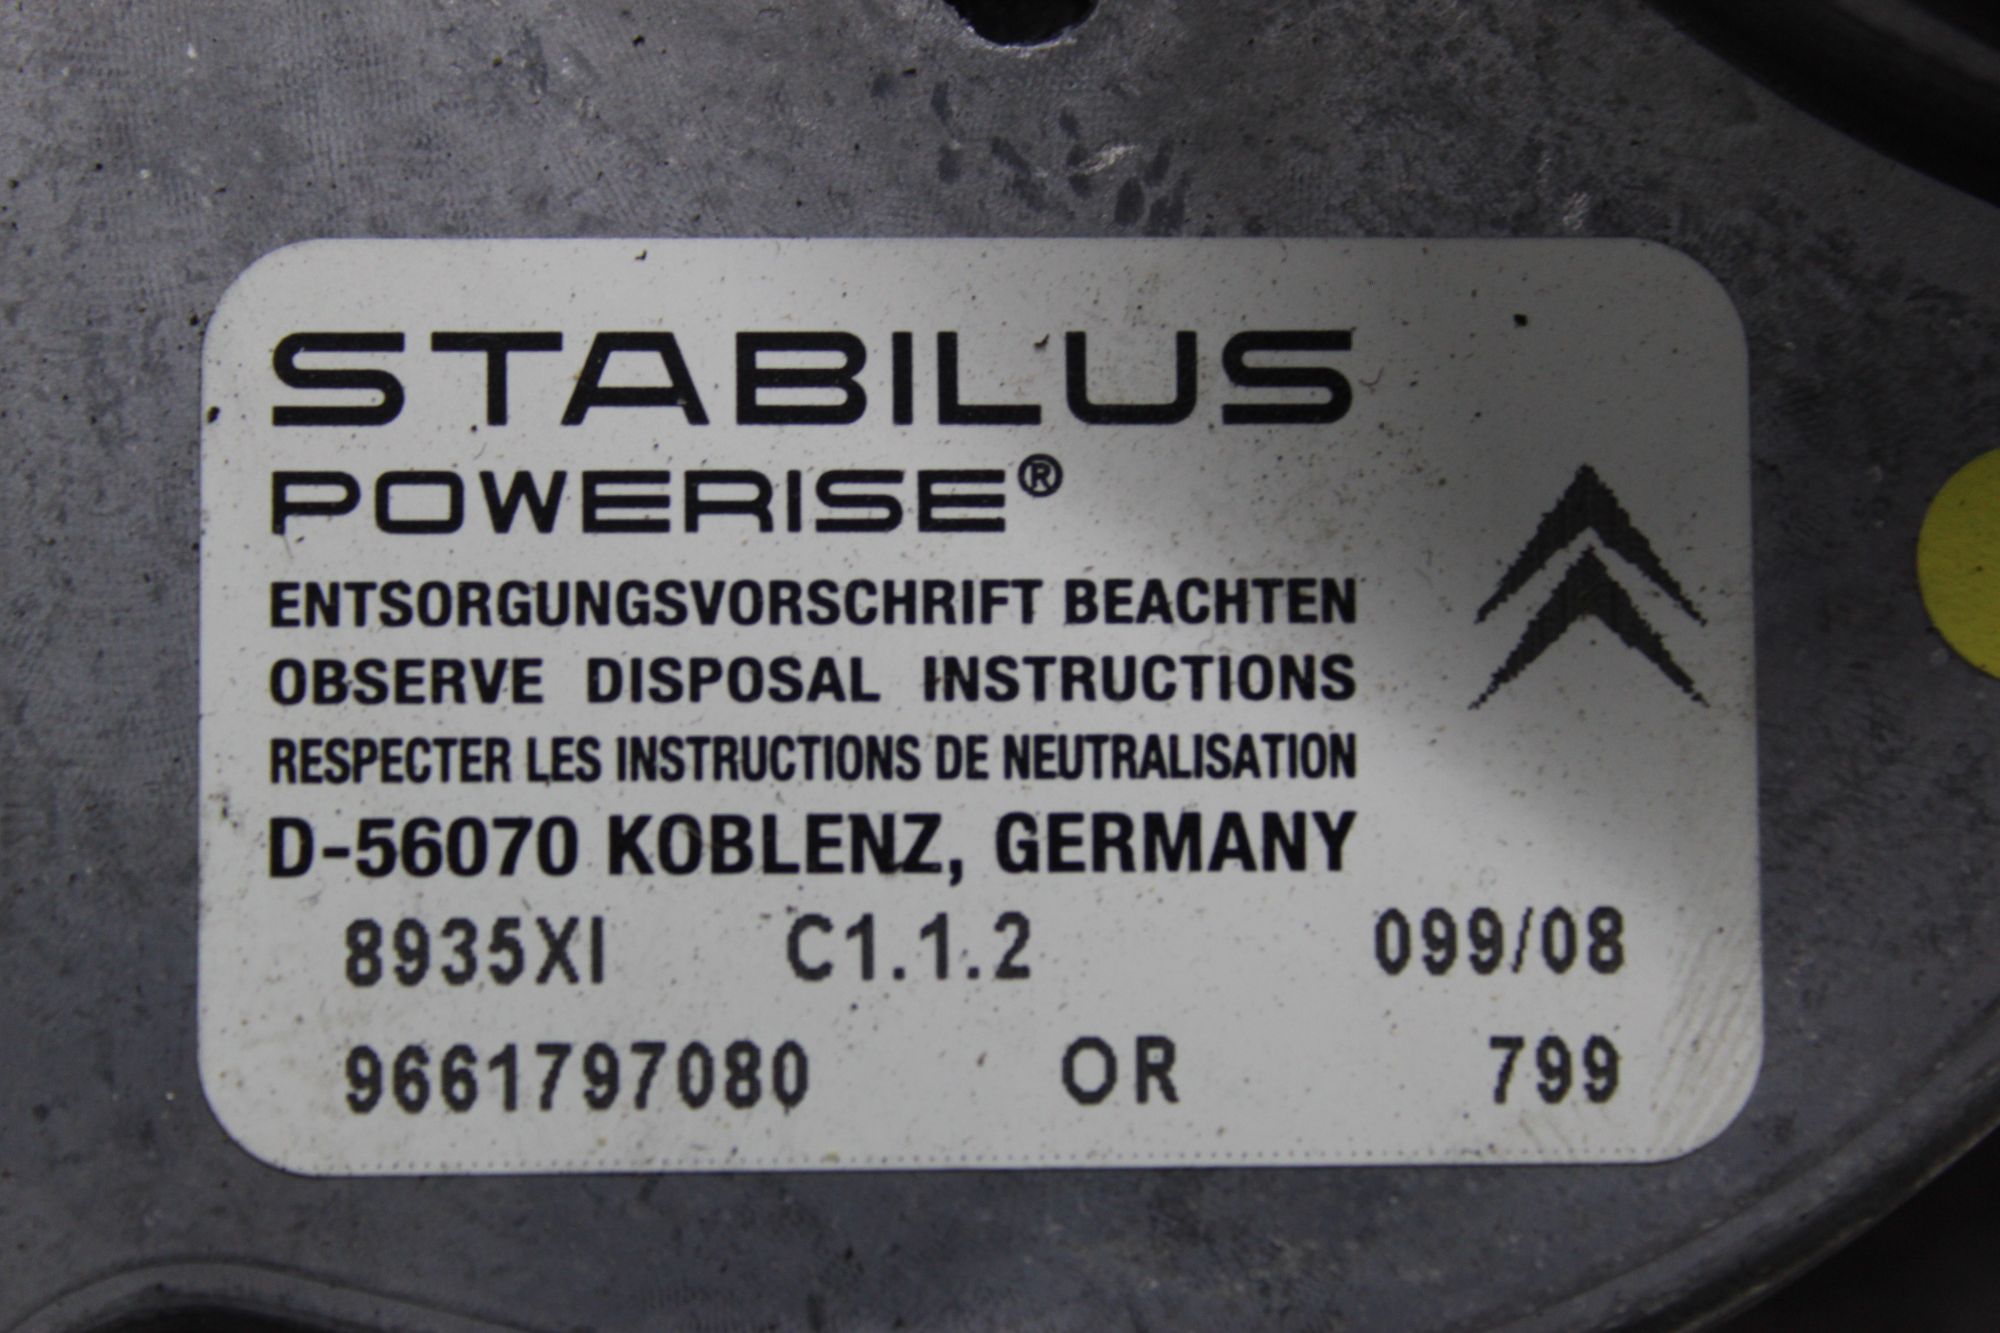 STABILUS
POWERISE®
ENTSORGUNGSVORSCHRIFT BEACHTEN
OBSERVE DISPOSAL INSTRUCTIONS
RESPECTER LES INSTRUCTIONS DE NEUTRALISATION
D-56070 KOBLENZ, GERMANY
8935XI C1.1.2 099/08
9661797080 OR 799